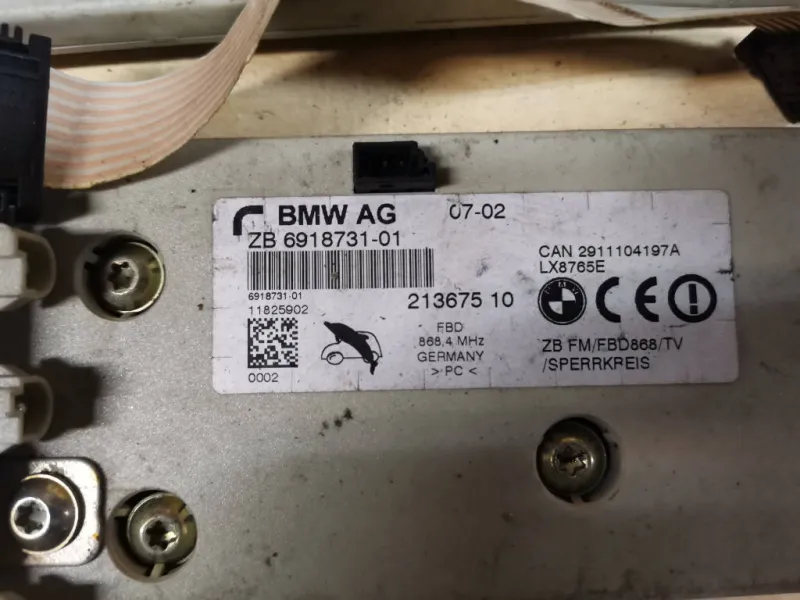 BMW AG 07-02
ZB 6918731-01
CAN 2911104197A
LX8765E
6918731-01
213675 10
11825902
FBD
868,4 MHz
GERMANY
> PC <
0002
CE
ZB FM/FBD868/TV
/SPERRKREIS